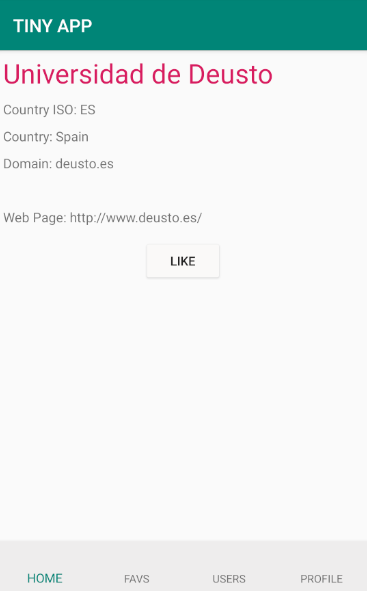 TINY APP
Universidad de Deusto
Country ISO: ES
Country: Spain
Domain: deusto.es
Web Page: http://www.deusto.es/
LIKE
HOME FAVS USERS PROFILE